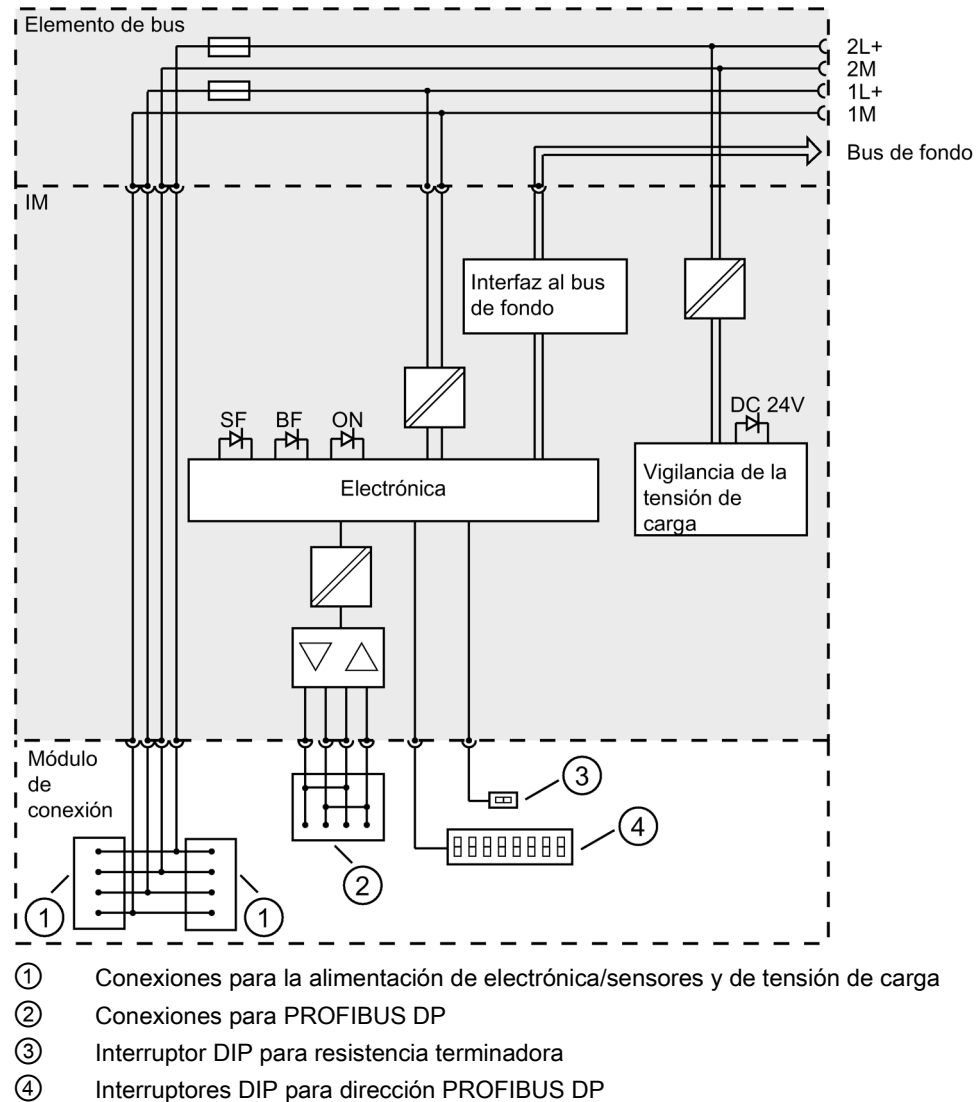 Elemento de bus
2L+
2M
1L+
1M
Bus de fondo
IM
Interfaz al bus
de fondo
SF BF ON
DC 24V
Electrónica
Vigilancia de la
tensión de
carga
Módulo
de
conexión
3
4
2
1
1
① Conexiones para la alimentación de electrónica/sensores y de tensión de carga
② Conexiones para PROFIBUS DP
③ Interruptor DIP para resistencia terminadora
④ Interruptores DIP para dirección PROFIBUS DP